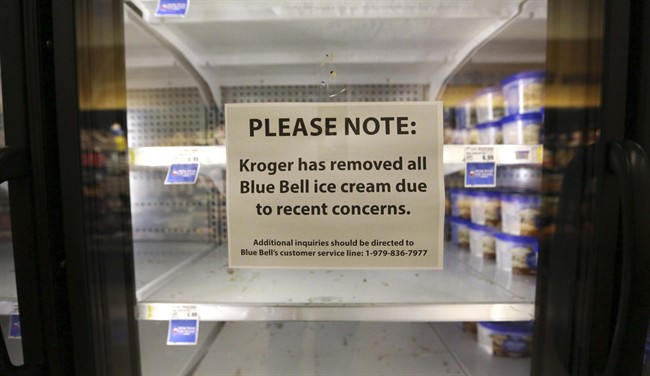 PLEASE NOTE:
Kroger has removed all
Blue Bell ice cream due
to recent concerns.
Additional inquiries should be directed to
Blue Bell's customer service line: 1-979-836-7977